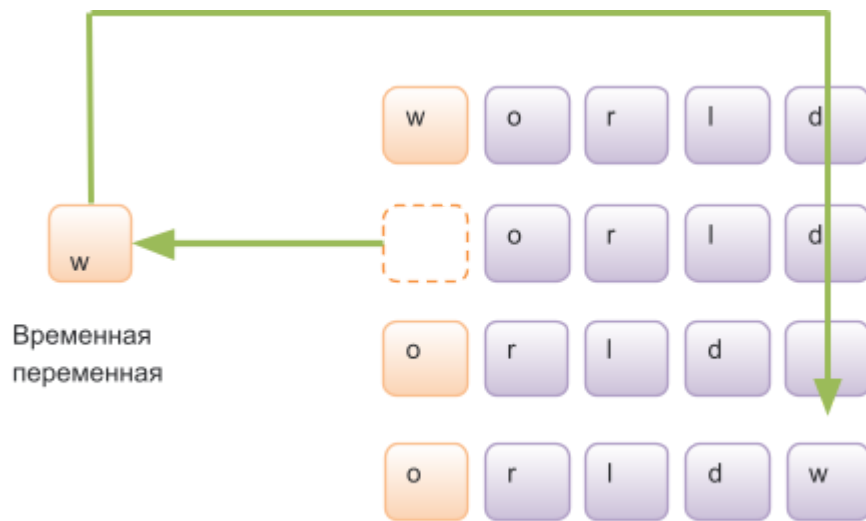 w o r l d
o r l d
w
Временная
переменная
o r l d
o r l d w